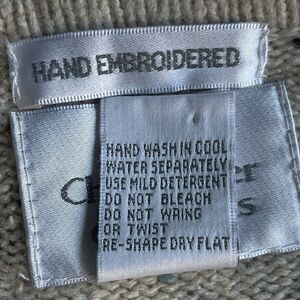 HAND EMBROIDERED
HAND WASH IN COOL
WATER SEPARATELY
USE MILD DETERGENT
DO NOT BLEACH
DO NOT WRING
OR TWIST
RE-SHAPE DRY FLAT